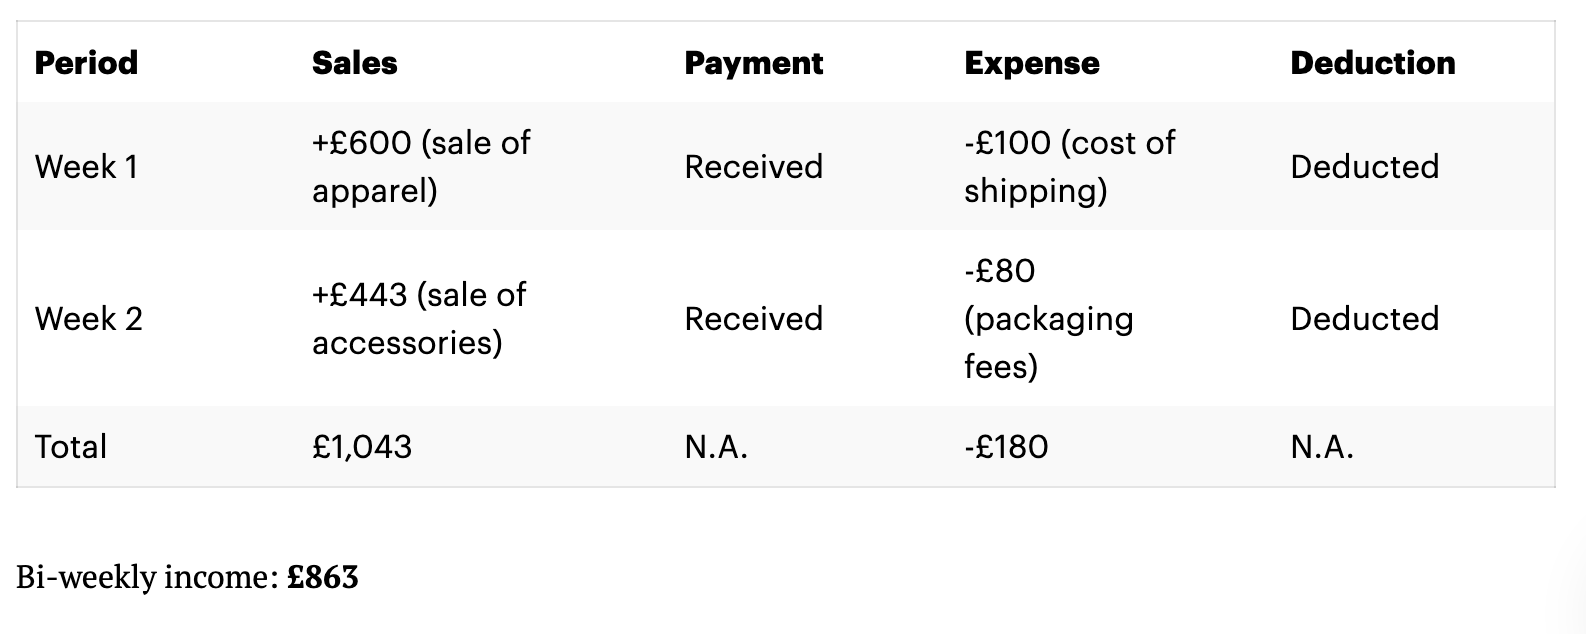 Period Sales Payment Expense Deduction
+£600 (sale of -£100 (cost of
Week 1 Received Deducted
apparel) shipping)
-£80
+£443 (sale of
Week 2 Received (packaging Deducted
accessories)
fees)
Total £1,043 N.A. -£180 N.A.
Bi-weekly income: £863